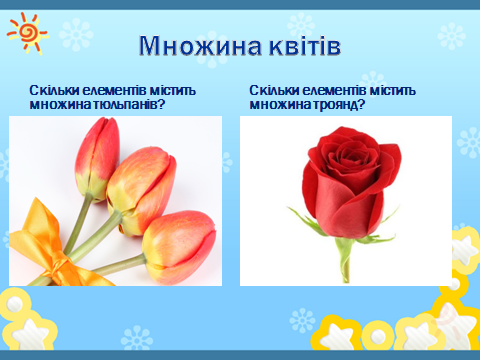 Множина квітів
Скільки елементів містить
множина тюльпанів?
Скільки елементів містить
множина троянд?